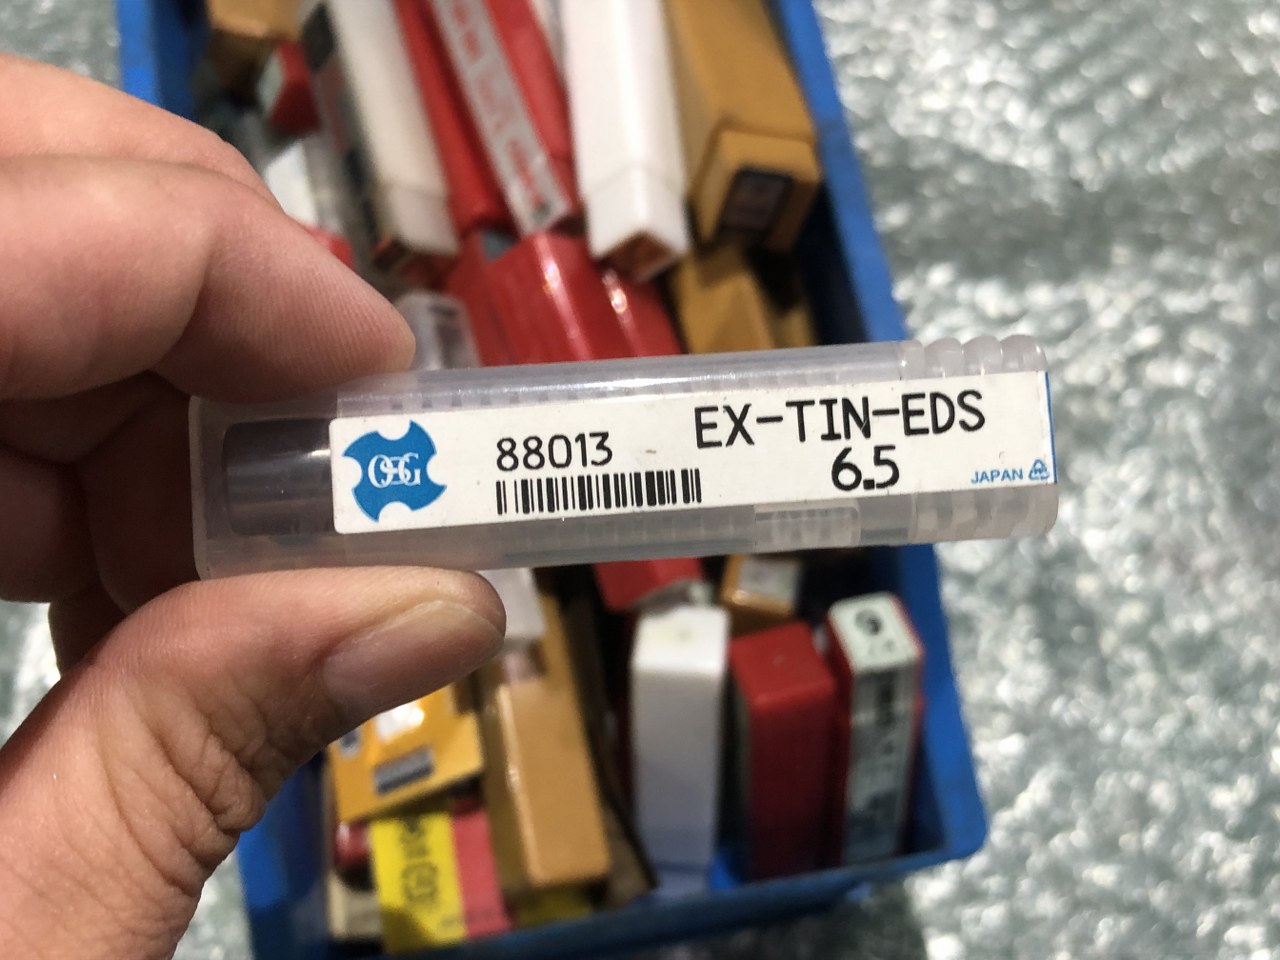 OSG
88013
EX-TIN-EDS
6.5
JAPAN